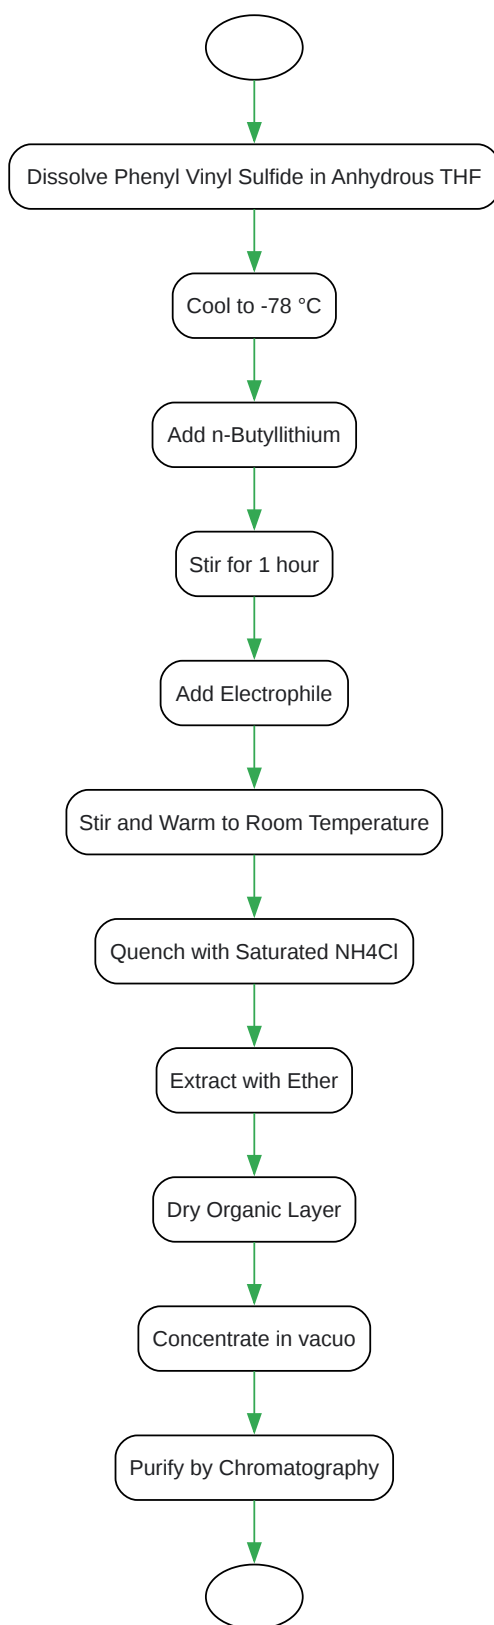 Dissolve Phenyl Vinyl Sulfide in Anhydrous THF
Cool to -78 °C
Add n-Butyllithium
Stir for 1 hour
Add Electrophile
Stir and Warm to Room Temperature
Quench with Saturated NH4Cl
Extract with Ether
Dry Organic Layer
Concentrate in vacuo
Purify by Chromatography